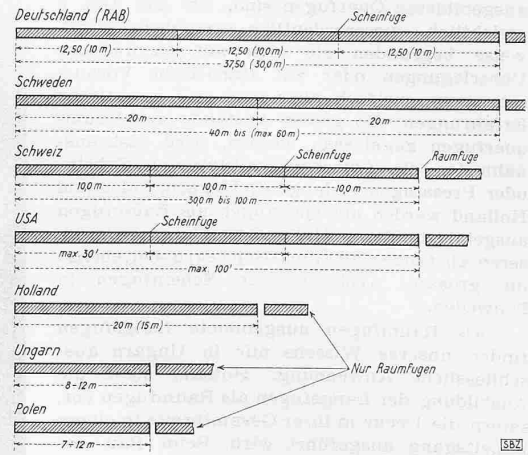 Deutschland (RAB)
Scheinfuge
12,50 (10 m)
12,50 (10,0 m)
12,50 (10 m)
37,50 (30,0 m)
Schweden
20 m
20 m
40 m bis (max 60 m)
Schweiz
Scheinfuge
Raumfuge
10,0 m
10,0 m
10,0 m
30,0 m bis 100 m
USA
Scheinfuge
max. 30'
max. 100'
Holland
20 m (15 m)
Ungarn
8-12 m
Nur Raumfugen
Polen
7÷12 m
SBZ